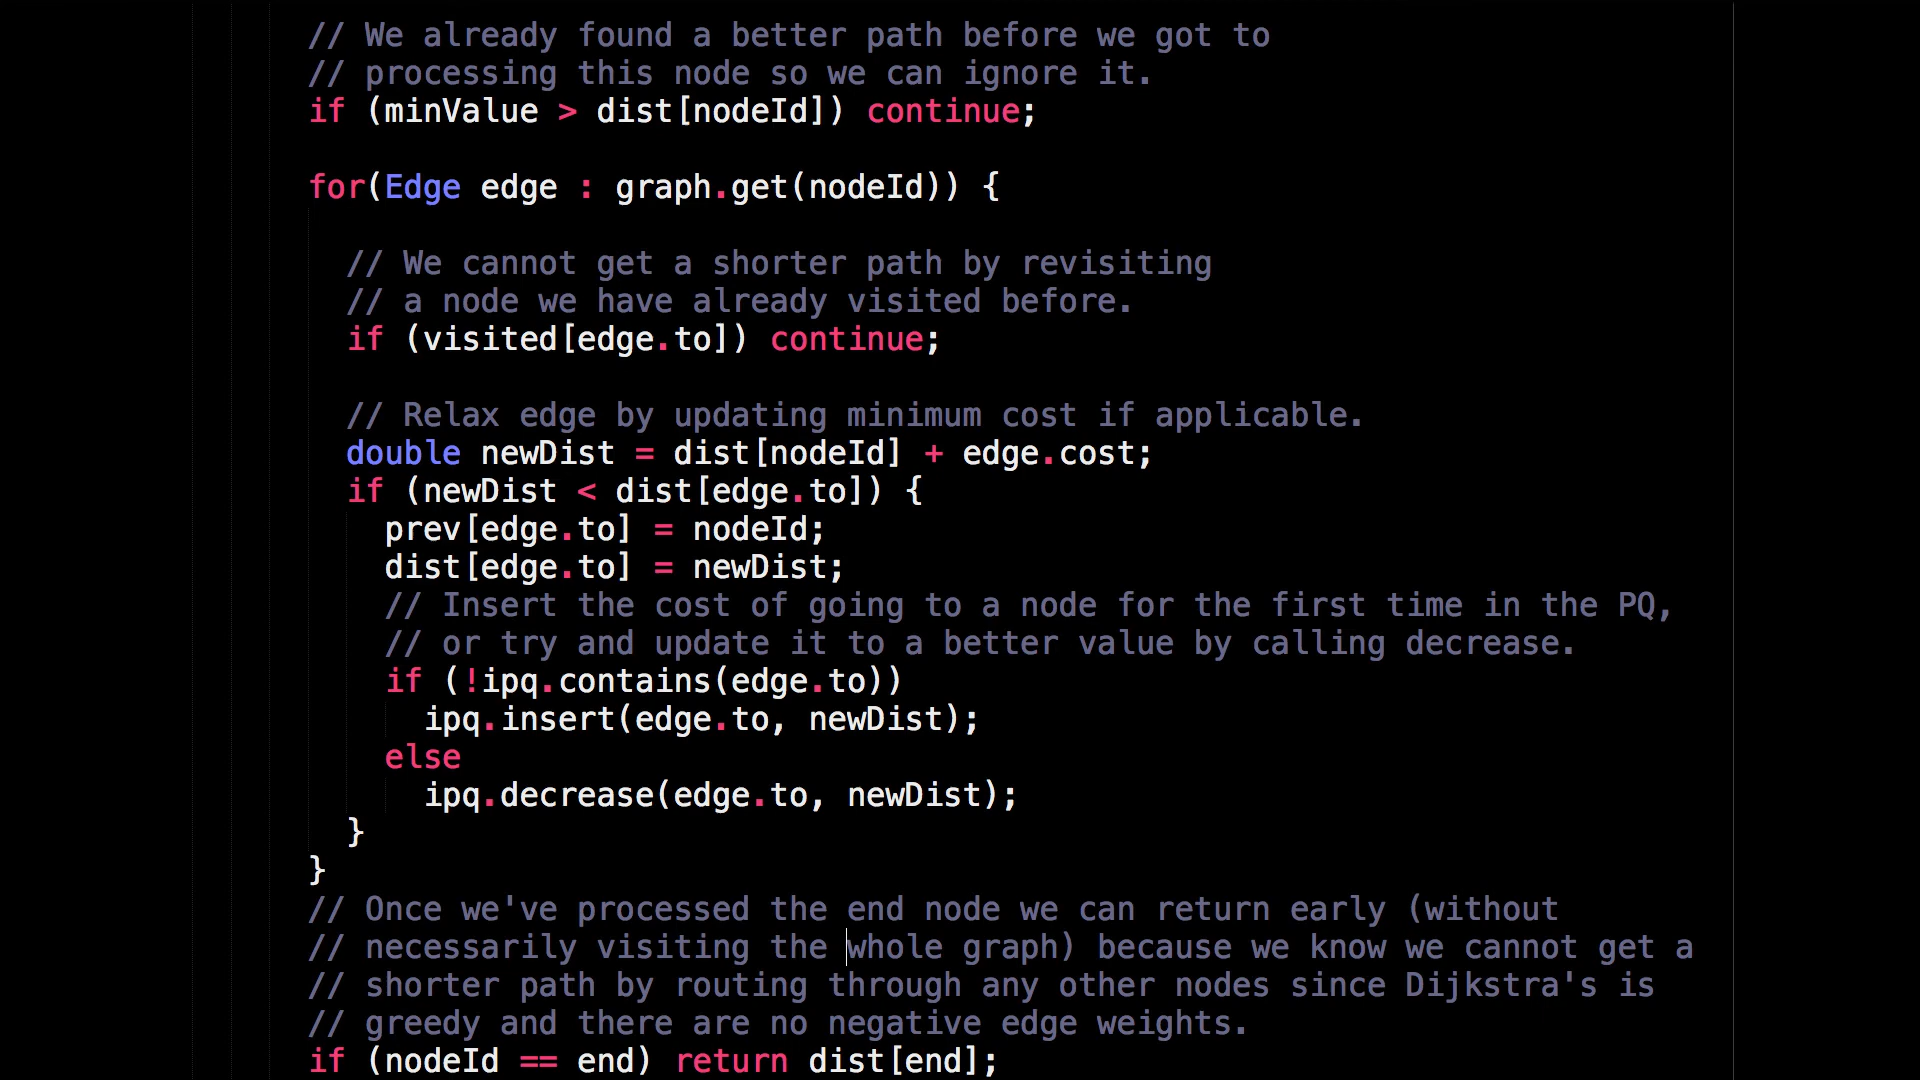 // We already found a better path before we got to
// processing this node so we can ignore it.
if (minValue > dist[nodeId]) continue;
for(Edge edge : graph.get(nodeId)) {
// We cannot get a shorter path by revisiting
// a node we have already visited before.
if (visited[edge.to]) continue;
// Relax edge by updating minimum cost if applicable.
double newDist = dist[nodeId] + edge.cost;
if (newDist < dist[edge.to]) {
prev[edge.to] = nodeId;
dist[edge.to] = newDist;
// Insert the cost of going to a node for the first time in the PQ,
// or try and update it to a better value by calling decrease.
if (!ipq.contains(edge.to))
ipq.insert(edge.to, newDist);
else
ipq.decrease(edge.to, newDist);
}
}
// Once we've processed the end node we can return early (without
// necessarily visiting the whole graph) because we know we cannot get a
// shorter path by routing through any other nodes since Dijkstra's is
// greedy and there are no negative edge weights.
if (nodeId == end) return dist[end];